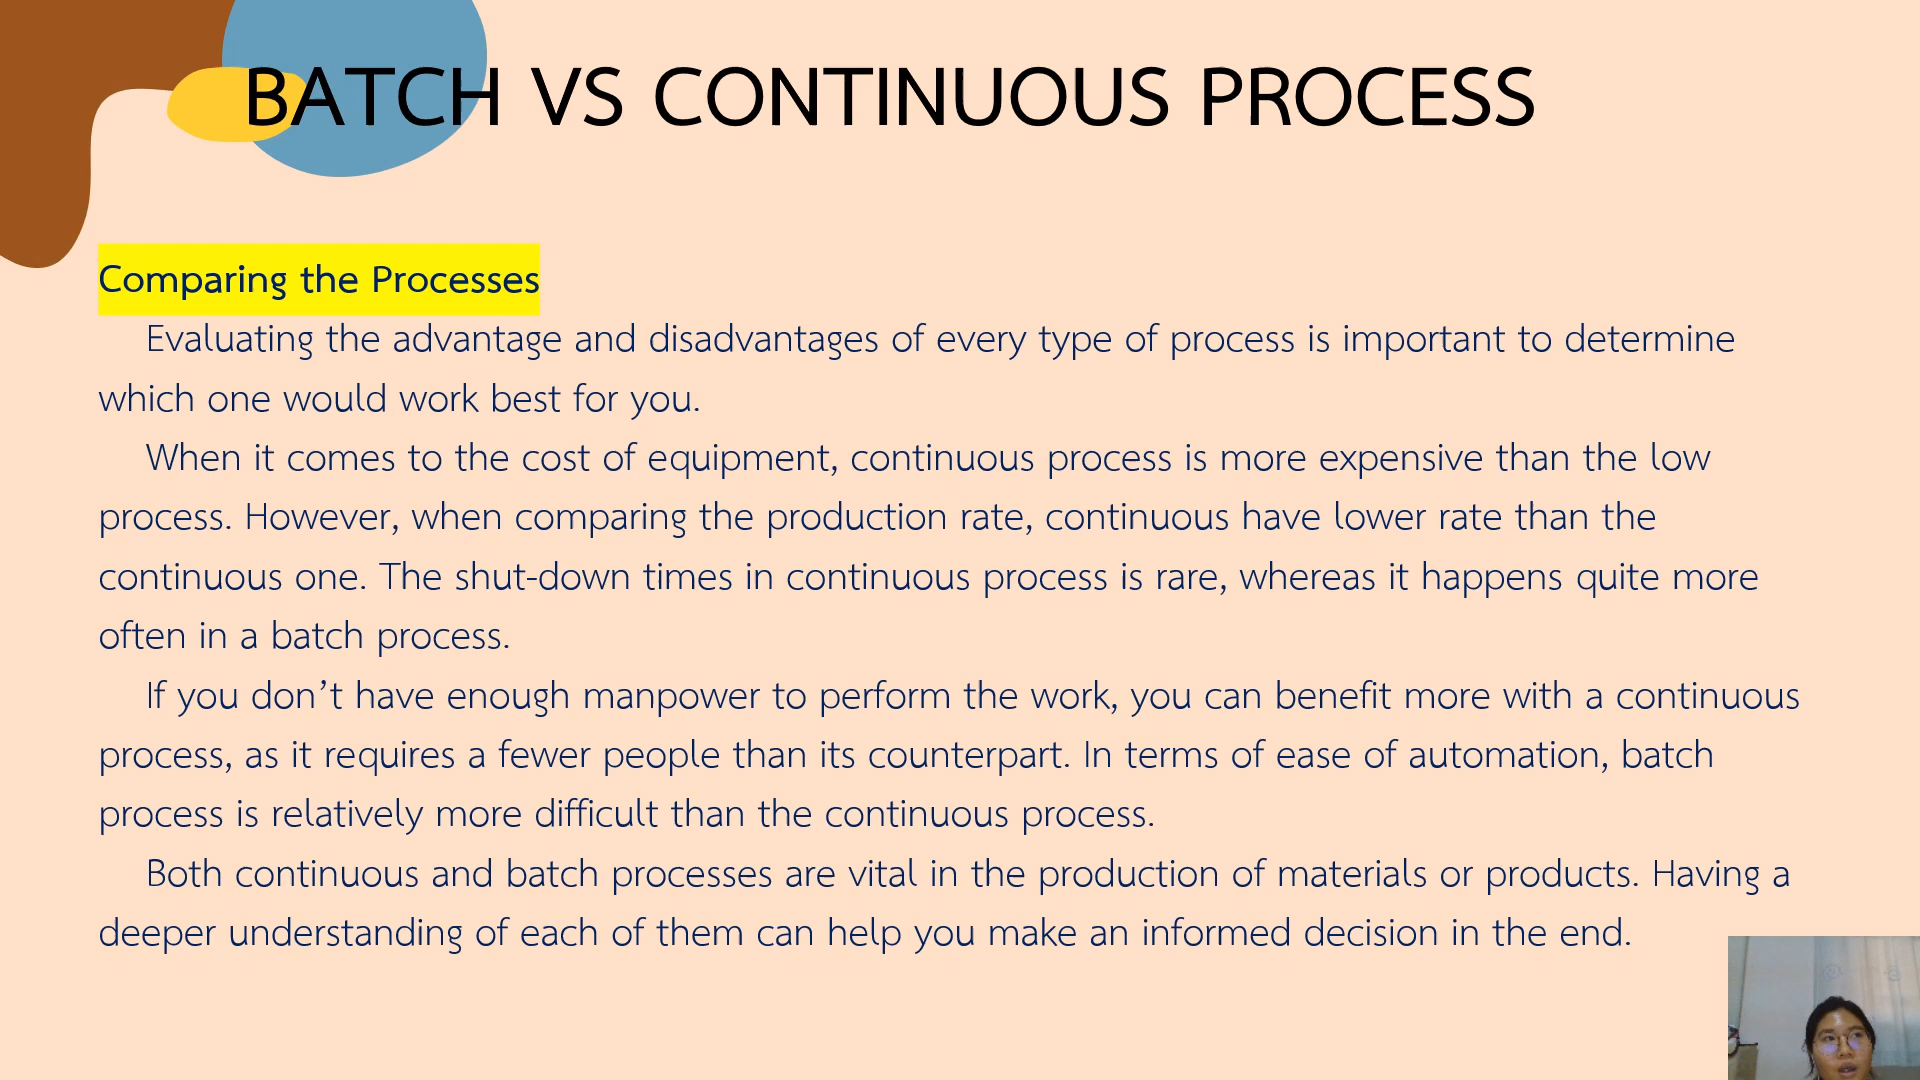 BATCH VS CONTINUOUS PROCESS
Comparing the Processes
Evaluating the advantage and disadvantages of every type of process is important to determine
which one would work best for you.
When it comes to the cost of equipment, continuous process is more expensive than the low
process. However, when comparing the production rate, continuous have lower rate than the
continuous one. The shut-down times in continuous process is rare, whereas it happens quite more
often in a batch process.
If you don’t have enough manpower to perform the work, you can benefit more with a continuous
process, as it requires a fewer people than its counterpart. In terms of ease of automation, batch
process is relatively more difficult than the continuous process.
Both continuous and batch processes are vital in the production of materials or products. Having a
deeper understanding of each of them can help you make an informed decision in the end.